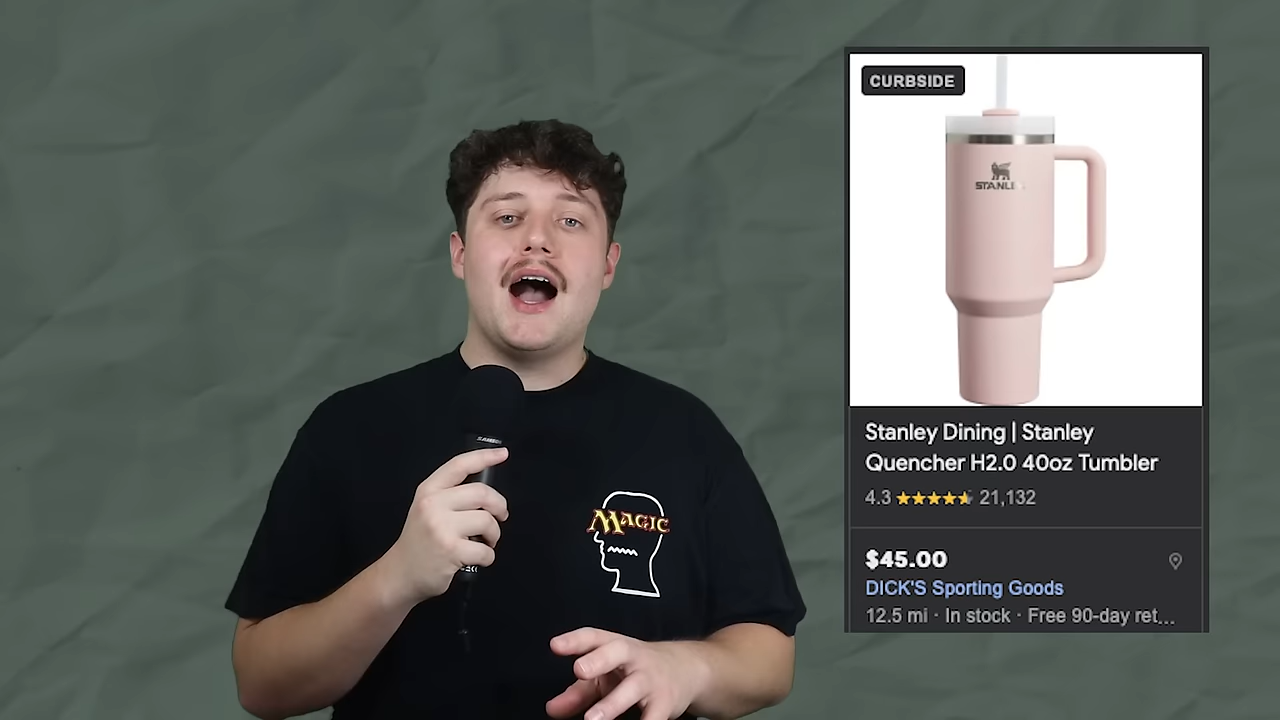 CURBSIDE
STANLEY
Stanley Dining | Stanley
Quencher H2.0 40oz Tumbler
4.3 21,132
$45.00
DICK'S Sporting Goods
12.5 mi · In stock · Free 90-day ret...
SAMSON
MAGIC